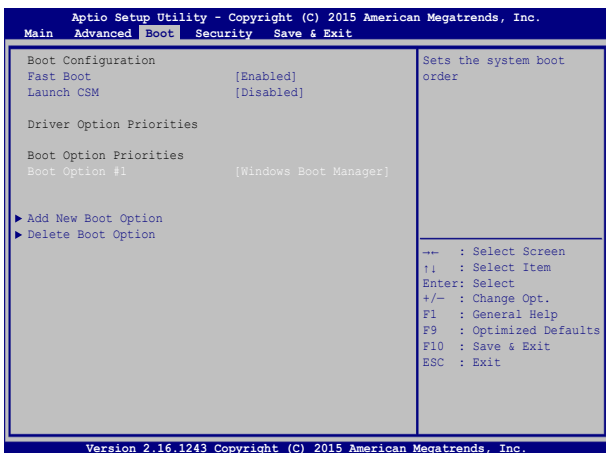 Aptio Setup Utility - Copyright (C) 2015 American Megatrends, Inc.
Main Advanced Boot Security Save & Exit
Boot Configuration
Fast Boot [Enabled]
Launch CSM [Disabled]
Driver Option Priorities
Boot Option Priorities
Boot Option #1 [Windows Boot Manager]
▶ Add New Boot Option
▶ Delete Boot Option
Sets the system boot
order
→← : Select Screen
↑↓ : Select Item
Enter: Select
+/— : Change Opt.
F1 : General Help
F9 : Optimized Defaults
F10 : Save & Exit
ESC : Exit
Version 2.16.1243 Copyright (C) 2015 American Megatrends, Inc.